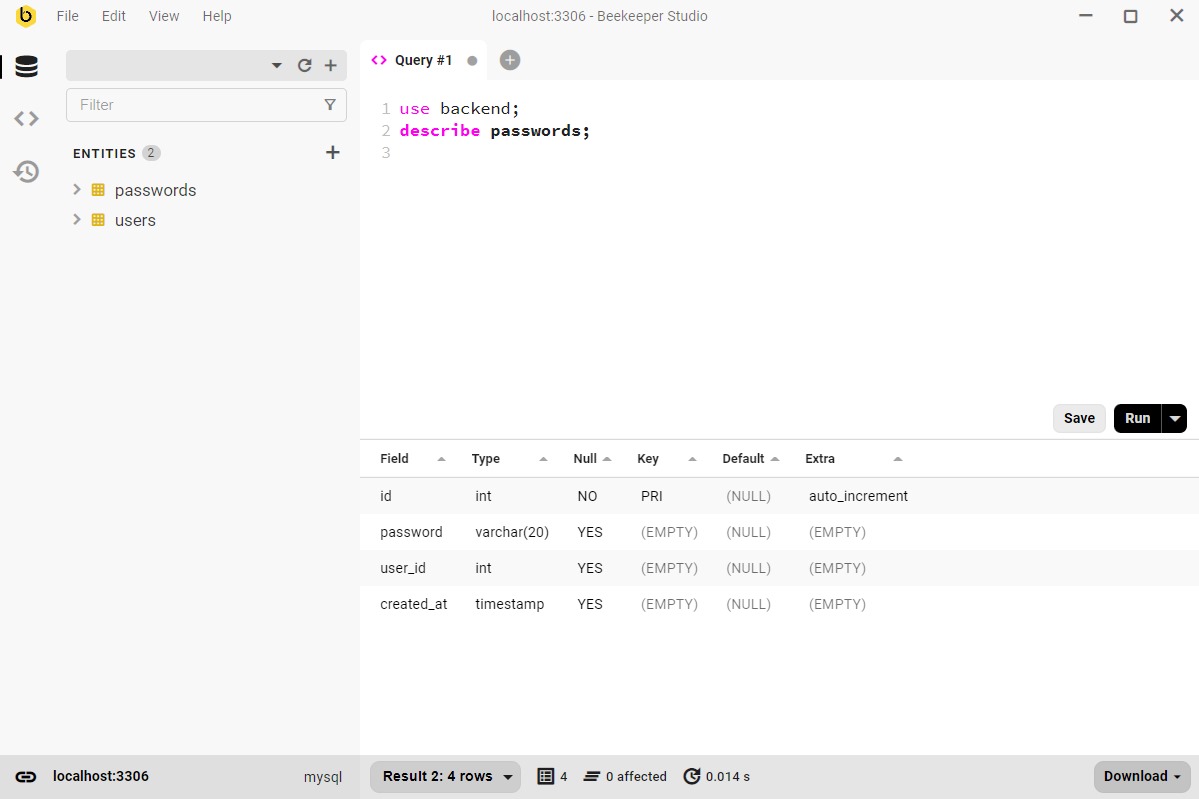 b File Edit View Help localhost:3306 - Beekeeper Studio
Query #1
Filter
ENTITIES 2
passwords
users
1 use backend;
2 describe passwords;
3
Save Run
Field Type Null Key Default Extra
id int NO PRI (NULL) auto_increment
password varchar(20) YES (EMPTY) (NULL) (EMPTY)
user_id int YES (EMPTY) (NULL) (EMPTY)
created_at timestamp YES (EMPTY) (NULL) (EMPTY)
localhost:3306 mysql Result 2: 4 rows 4 0 affected 0.014 s Download